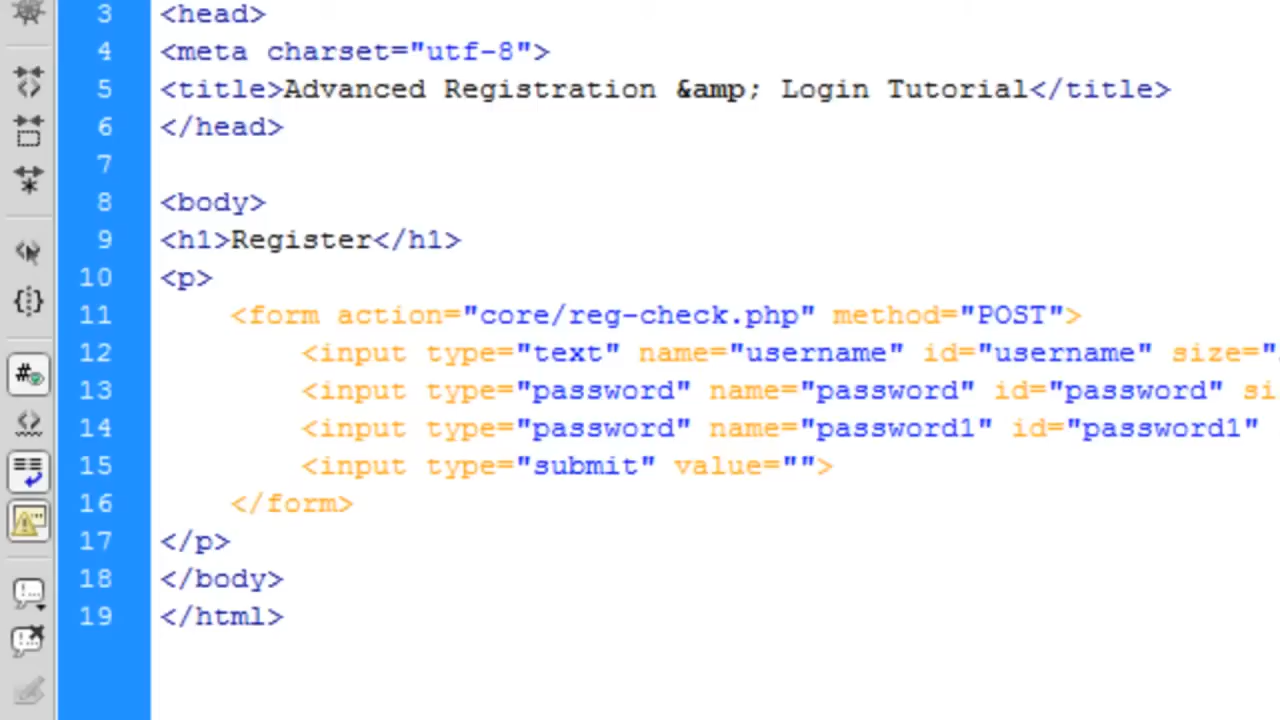 3 <head>
4 <meta charset="utf-8">
5 <title>Advanced Registration &amp; Login Tutorial</title>
6 </head>
7
8 <body>
9 <h1>Register</h1>
10 <p>
11 <form action="core/reg-check.php" method="POST">
12 <input type="text" name="username" id="username" size="
13 <input type="password" name="password" id="password" si
14 <input type="password" name="password1" id="password1"
15 <input type="submit" value="">
16 </form>
17 </p>
18 </body>
19 </html>